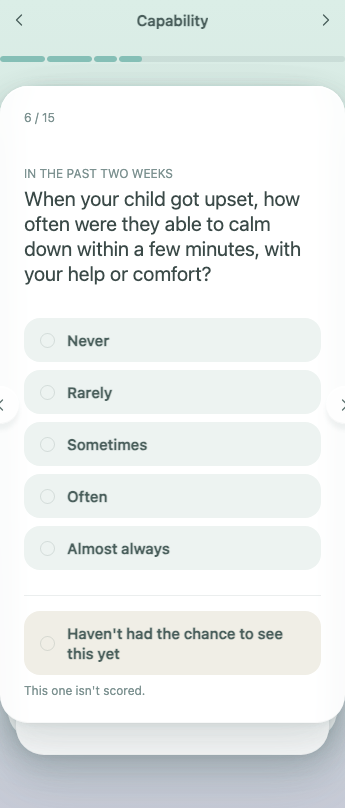 Capability
6 / 15
IN THE PAST TWO WEEKS
When your child got upset, how
often were they able to calm
down within a few minutes, with
your help or comfort?
Never
Rarely
Sometimes
Often
Almost always
Haven't had the chance to see
this yet
This one isn't scored.